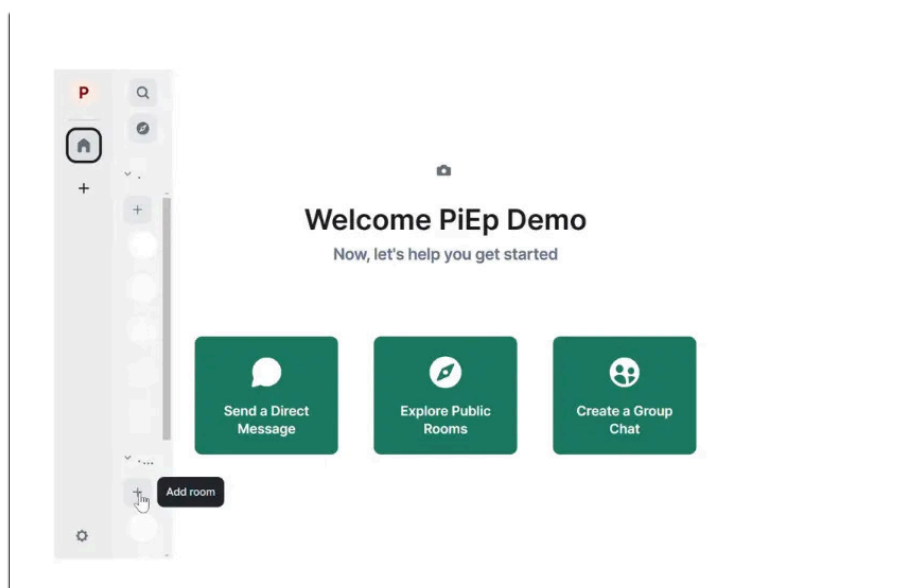 P
Welcome PiEp Demo
Now, let's help you get started
Send a Direct
Message
Explore Public
Rooms
Create a Group
Chat
Add room